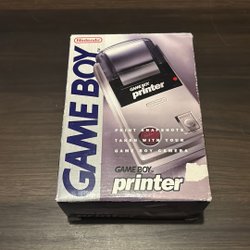 Nintendo
GAME BOY
GAME BOY
printer
PRINT SNAPSHOTS
TAKEN WITH YOUR
GAME BOY CAMERA
GAME BOY
printer